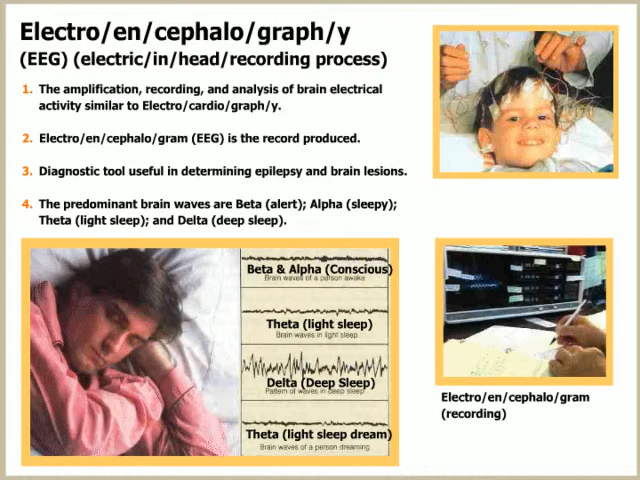 Electro/en/cephalo/graph/y
(EEG) (electric/in/head/recording process)
1. The amplification, recording, and analysis of brain electrical
activity similar to Electro/cardio/graph/y.
2. Electro/en/cephalo/gram (EEG) is the record produced.
3. Diagnostic tool useful in determining epilepsy and brain lesions.
4. The predominant brain waves are Beta (alert); Alpha (sleepy);
Theta (light sleep); and Delta (deep sleep).
Beta & Alpha (Conscious)
Brain waves of a person awake
Theta (light sleep)
Brain waves in light sleep
Delta (Deep Sleep)
Pattern of waves in deep sleep
Theta (light sleep dream)
Brain waves of a person dreaming
Electro/en/cephalo/gram
(recording)